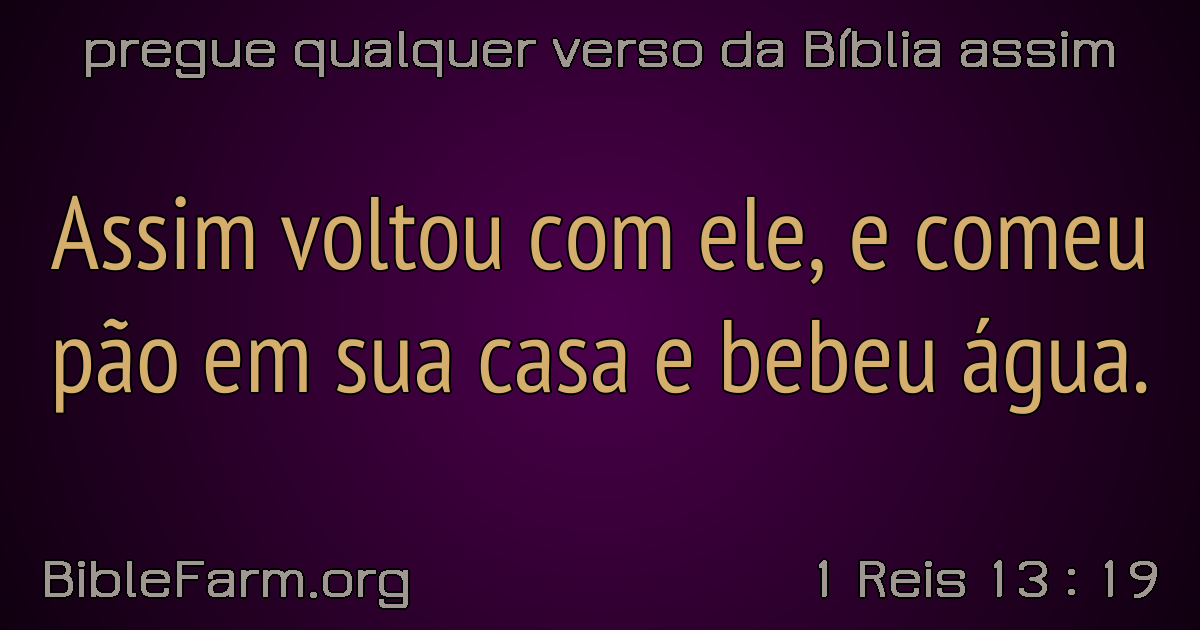 pregue qualquer verso da Bíblia assim
Assim voltou com ele, e comeu
pão em sua casa e bebeu água.
BibleFarm.org
1 Reis 13 : 19